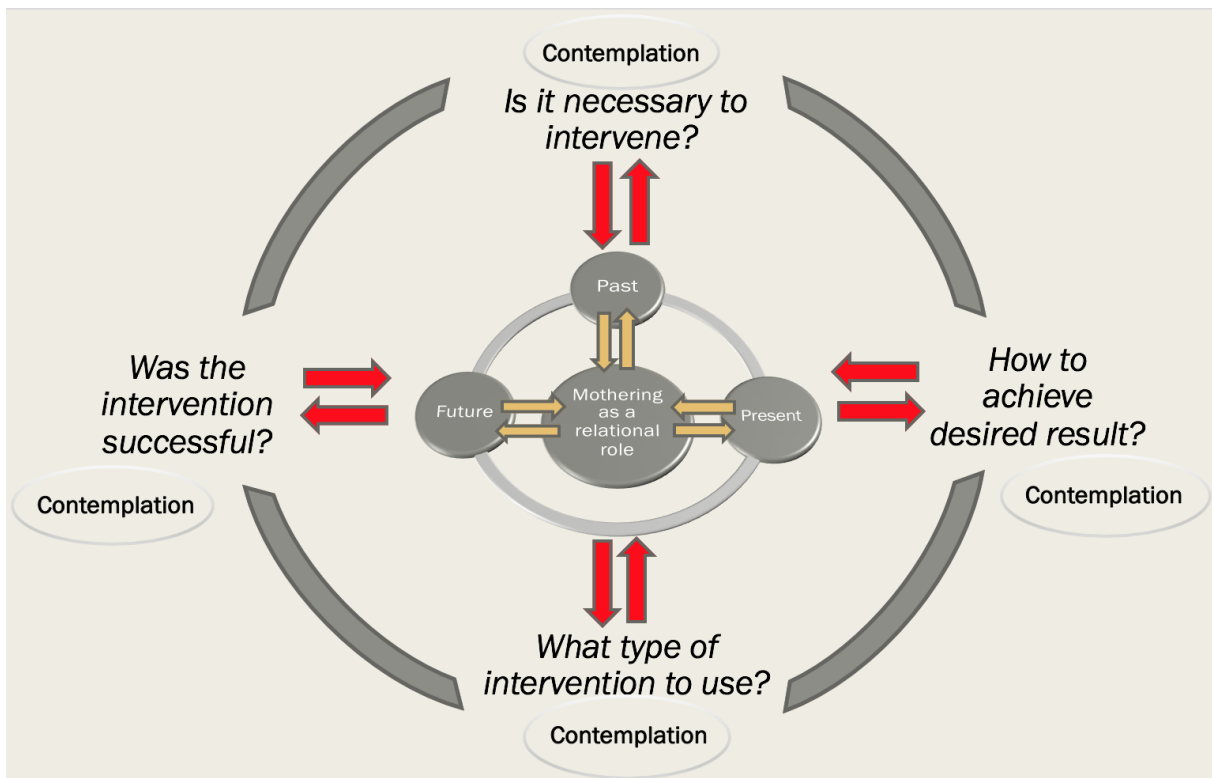 Contemplation
Is it necessary to
intervene?
Past
Was the
intervention
successful?
Contemplation
Future
Mothering
as a
relational
role
Present
How to
achieve
desired result?
Contemplation
What type of
intervention to use?
Contemplation